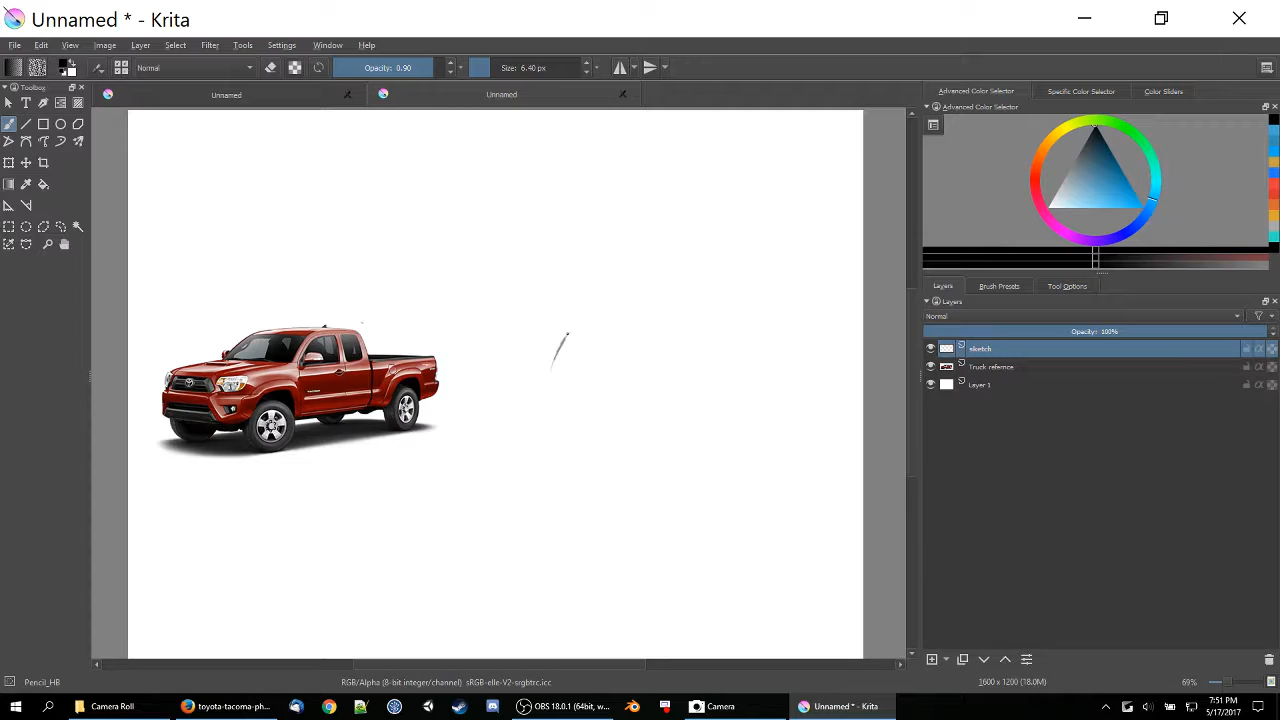 Unnamed * - Krita
File Edit View Image Layer Select Filter Tools Settings Window Help
Normal Opacity: 0.90 Size: 6.40 px
Toolbox
Unnamed Unnamed
Advanced Color Selector Specific Color Selector Color Sliders
Advanced Color Selector
Layers Brush Presets Tool Options
Layers
Normal
Opacity: 100%
sketch
Truck refernce
Layer 1
Pencil_HB RGB/Alpha (8-bit integer/channel) sRGB-elle-V2-srgbtrc.icc 1600 x 1200 (18.0M) 69%
Camera Roll toyota-tacoma-ph... OBS 18.0.1 (64bit, w... Camera Unnamed * - Krita
7:51 PM
5/17/2017